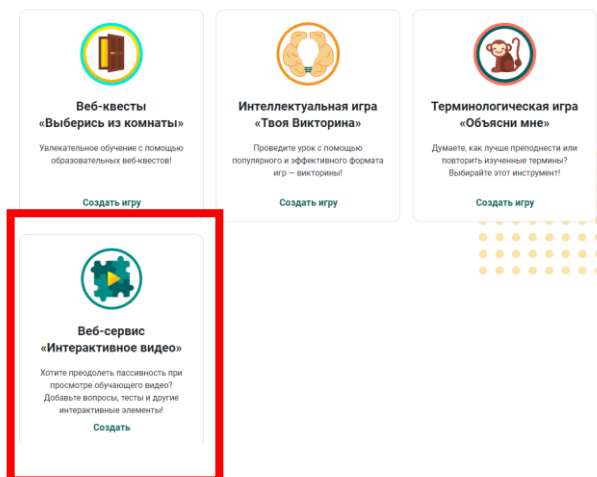 Веб-квесты
«Выберись из комнаты»
Увлекательное обучение с помощью
образовательных веб-квестов!
Создать игру
Интеллектуальная игра
«Твоя Викторина»
Проведите урок с помощью
популярного и эффективного формата
игр — викторины!
Создать игру
Терминологическая игра
«Объясни мне»
Думаете, как лучше преподнести или
повторить изученные термины?
Выбирайте этот инструмент!
Создать игру
Веб-сервис
«Интерактивное видео»
Хотите преодолеть пассивность при
просмотре обучающего видео?
Добавьте вопросы, тесты и другие
интерактивные элементы!
Создать